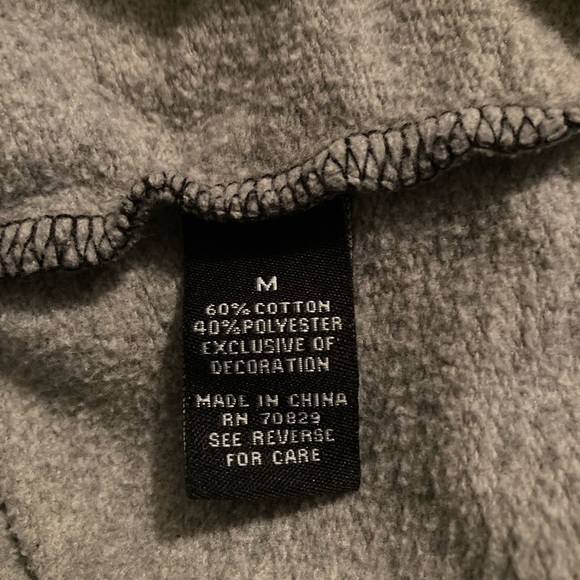 M
60% COTTON
40% POLYESTER
EXCLUSIVE OF
DECORATION
MADE IN CHINA
RN 70829
SEE REVERSE
FOR CARE